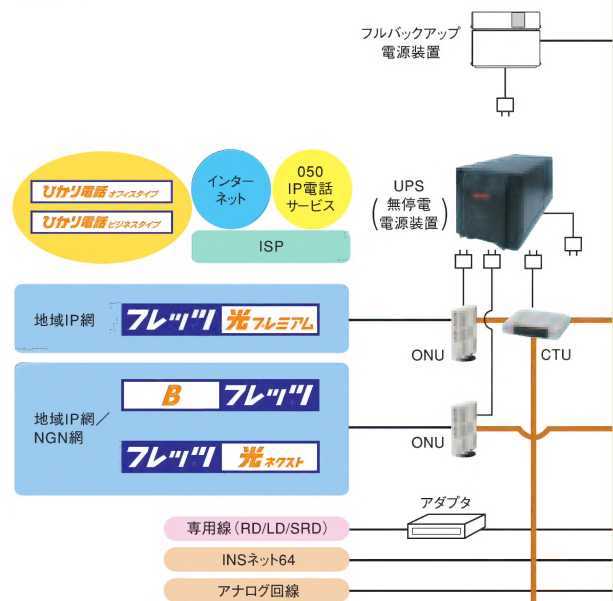 フルバックアップ
電源装置
ひかり電話 オフィスタイプ
ひかり電話 ビジネスタイプ
インター
ネット
050
IP電話
サービス
ISP
UPS
(無停電
電源装置)
地域IP網
フレッツ 光プレミアム
ONU
CTU
地域IP網／
NGN網
B フレッツ
フレッツ 光ネクスト
ONU
アダプタ
専用線（RD/LD/SRD）
INSネット64
アナログ回線